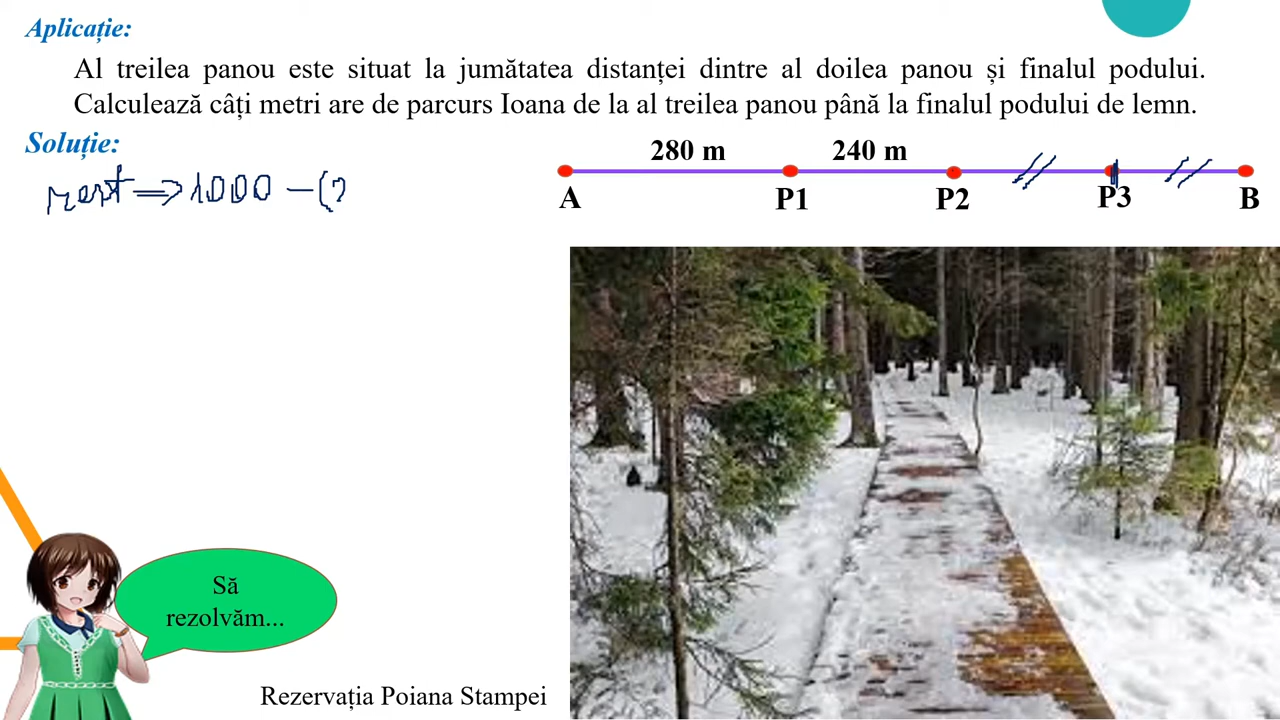 Aplicație:
Al treilea panou este situat la jumătatea distanței dintre al doilea panou și finalul podului.
Calculează câți metri are de parcurs Ioana de la al treilea panou până la finalul podului de lemn.
Soluție:
280 m 240 m
rest ⇒ 1000 – (2
A P1 P2 P3 B
Să
rezolvăm...
Rezervația Poiana Stampei